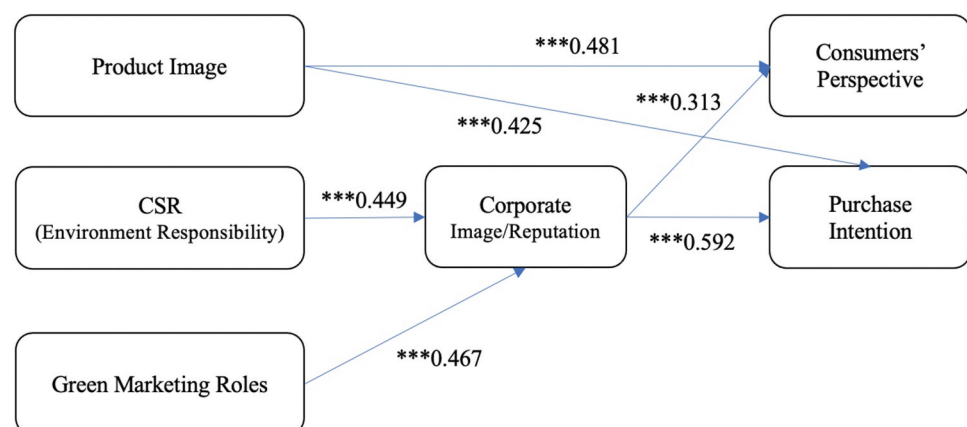 Product Image
***0.481
Consumers’
Perspective
***0.313
***0.425
CSR
(Environment Responsibility)
***0.449
Corporate
Image/Reputation
***0.592
Purchase
Intention
***0.467
Green Marketing Roles